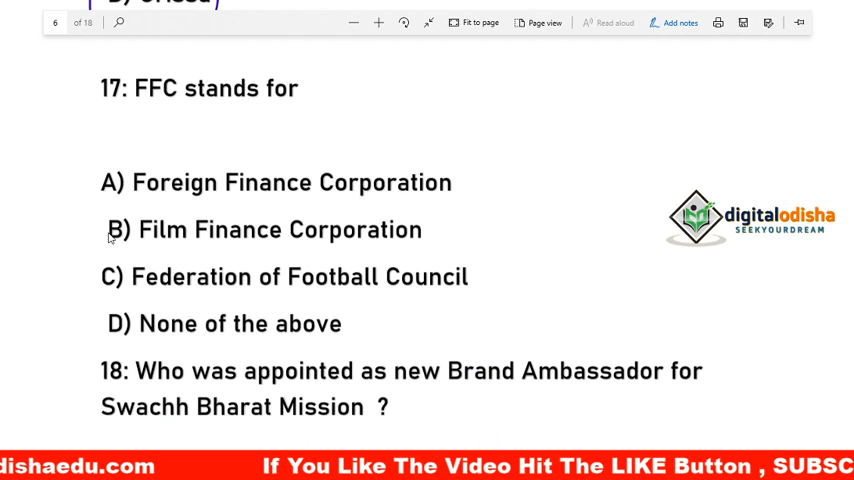 D) Orissa
6 of 18 Fit to page Page view Read aloud Add notes
17: FFC stands for
A) Foreign Finance Corporation
B) Film Finance Corporation
C) Federation of Football Council
D) None of the above
18: Who was appointed as new Brand Ambassador for
Swachh Bharat Mission ?
digitalodisha
SEEKYOURDREAM
dishaedu.com If You Like The Video Hit The LIKE Button , SUBSC